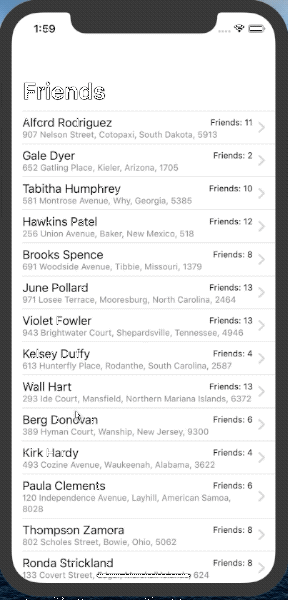 1:59
Friends
Alford Rodriguez
Friends: 11
907 Nelson Street, Cotopaxi, South Dakota, 5913
Gale Dyer
Friends: 2
652 Gatling Place, Kieler, Arizona, 1705
Tabitha Humphrey
Friends: 10
581 Montrose Avenue, Why, Georgia, 5385
Hawkins Patel
Friends: 12
256 Union Avenue, Baker, New Mexico, 518
Brooks Spence
Friends: 8
691 Woodside Avenue, Tibbie, Missouri, 1379
June Pollard
Friends: 13
971 Losee Terrace, Mooresburg, North Carolina, 2464
Violet Fowler
Friends: 13
943 Brightwater Court, Shepardsville, Tennessee, 4946
Kelsey Duffy
Friends: 4
613 Hunterfly Place, Rodanthe, South Carolina, 2587
Wall Hart
Friends: 13
293 Ide Court, Mansfield, Northern Mariana Islands, 6372
Berg Donovan
Friends: 6
389 Hyman Court, Wanship, New Jersey, 9300
Kirk Hardy
Friends: 4
493 Cozine Avenue, Waukeenah, Alabama, 3622
Paula Clements
Friends: 6
120 Independence Avenue, Layhill, American Samoa,
8028
Thompson Zamora
Friends: 8
802 Scholes Street, Bowie, Ohio, 5062
Ronda Strickland
Friends: 8
133 Covert Street, 624